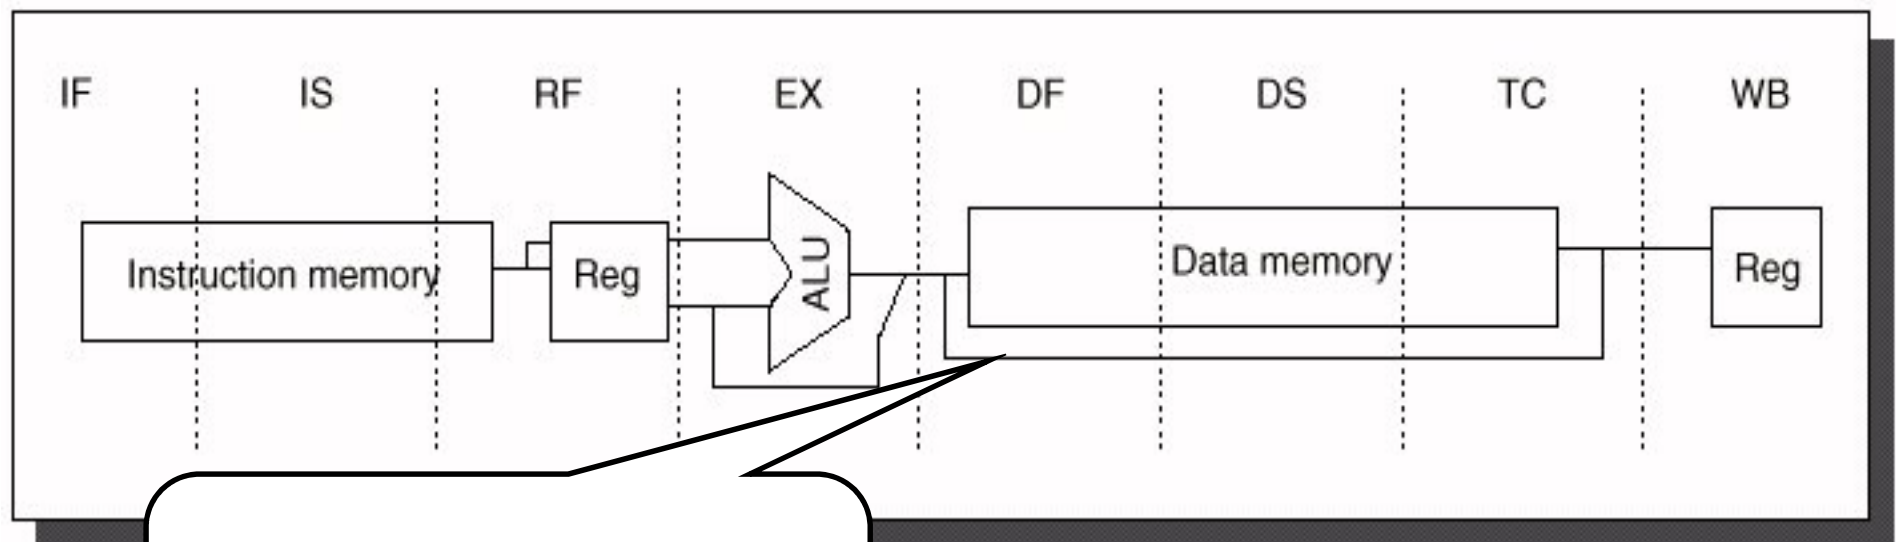 IF IS RF EX DF DS TC WB
Instruction memory Reg ALU Data memory Reg